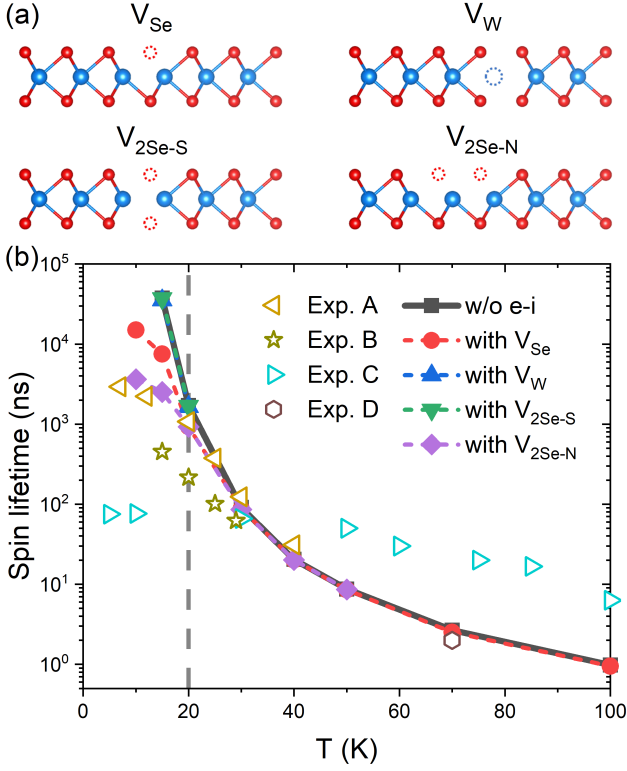 (a)
V_Se
V_W
V_2Se-S
V_2Se-N
(b)
10^5
10^4
10^3
10^2
10^1
10^0
Spin lifetime (ns)
Exp. A
Exp. B
Exp. C
Exp. D
w/o e-i
with V_Se
with V_W
with V_2Se-S
with V_2Se-N
0 20 40 60 80 100
T (K)